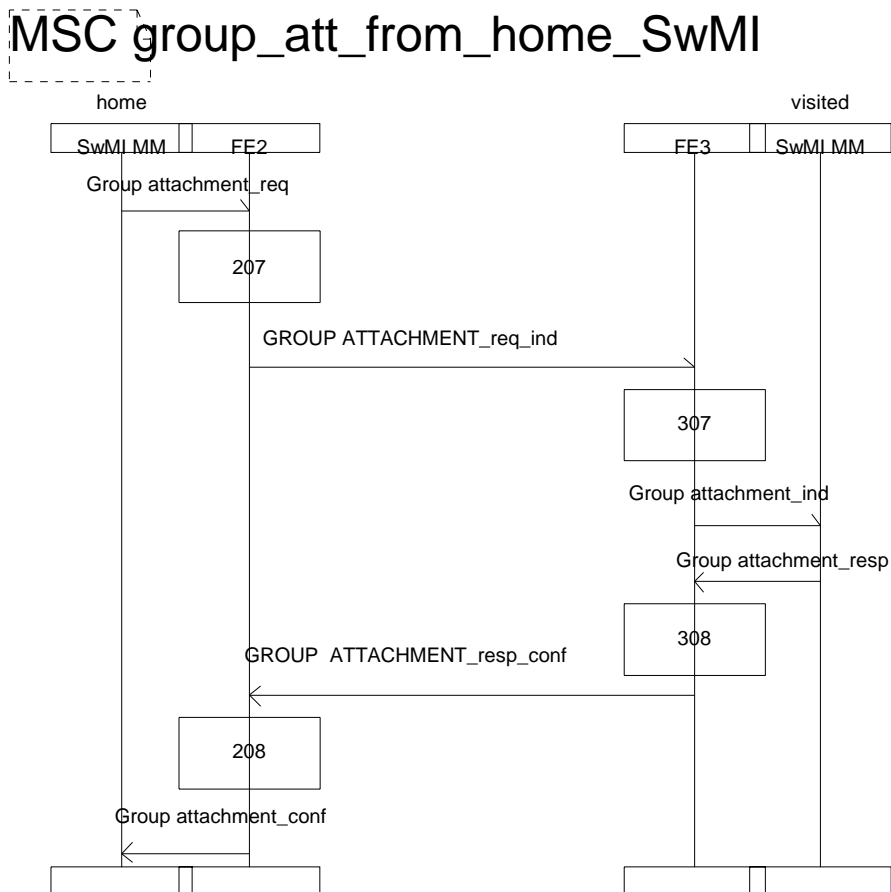 MSC group_att_from_home_SwMI
home visited
SwMI MM FE2 FE3 SwMI MM
Group attachment_req
207
GROUP ATTACHMENT_req_ind
307
Group attachment_ind
Group attachment_resp
308
GROUP  ATTACHMENT_resp_conf
208
Group attachment_conf